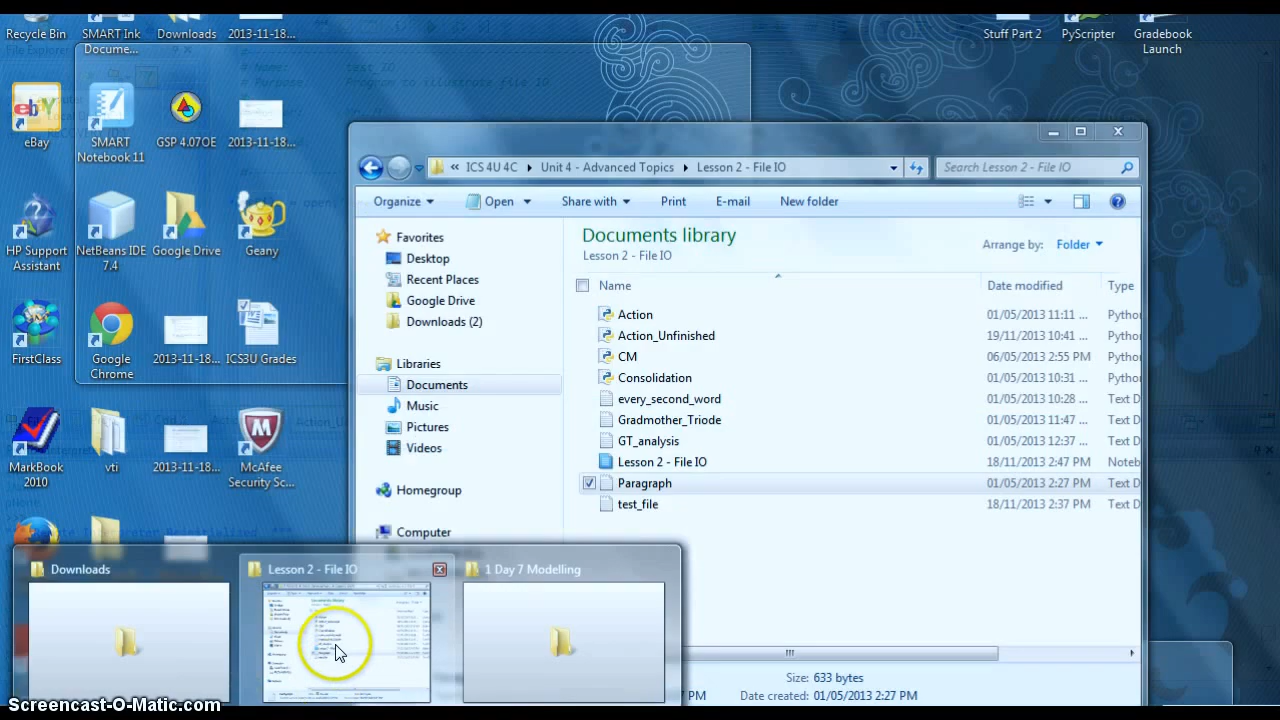 Recycle Bin
SMART Ink Docume...
Downloads
2013-11-18...
Stuff Part 2
PyScripter
Gradebook Launch
# Name: test IO
# Purpose: Program to illustrate file IO
eBay
SMART Notebook 11
GSP 4.07OE
2013-11-18...
« ICS 4U 4C ▸ Unit 4 - Advanced Topics ▸ Lesson 2 - File IO
Search Lesson 2 - File IO
Organize
Open
Share with
Print
E-mail
New folder
HP Support Assistant
NetBeans IDE 7.4
Google Drive
Geany
Favorites
Desktop
Recent Places
Google Drive
Downloads (2)
Libraries
Documents
Music
Pictures
Videos
Homegroup
Computer
Documents library
Lesson 2 - File IO
Arrange by: Folder
Name Date modified Type
Action 01/05/2013 11:11 ... Pytho
Action_Unfinished 19/11/2013 10:41 ... Pytho
CM 06/05/2013 2:55 PM Pytho
Consolidation 01/05/2013 10:31 ... Pytho
every_second_word 01/05/2013 10:28 ... Text D
Gradmother_Triode 01/05/2013 11:47 ... Text D
GT_analysis 01/05/2013 12:37 ... Text D
Lesson 2 - File IO 18/11/2013 2:47 PM Noteb
Paragraph 01/05/2013 2:27 PM Text D
test_file 18/11/2013 2:37 PM Text D
FirstClass
Google Chrome
2013-11-18...
ICS3U Grades
MarkBook 2010
vti
2013-11-18...
McAfee Security Sc...
Downloads
Lesson 2 - File IO
1 Day 7 Modelling
Size: 633 bytes
Date created: 01/05/2013 2:27 PM
Screencast-O-Matic.com